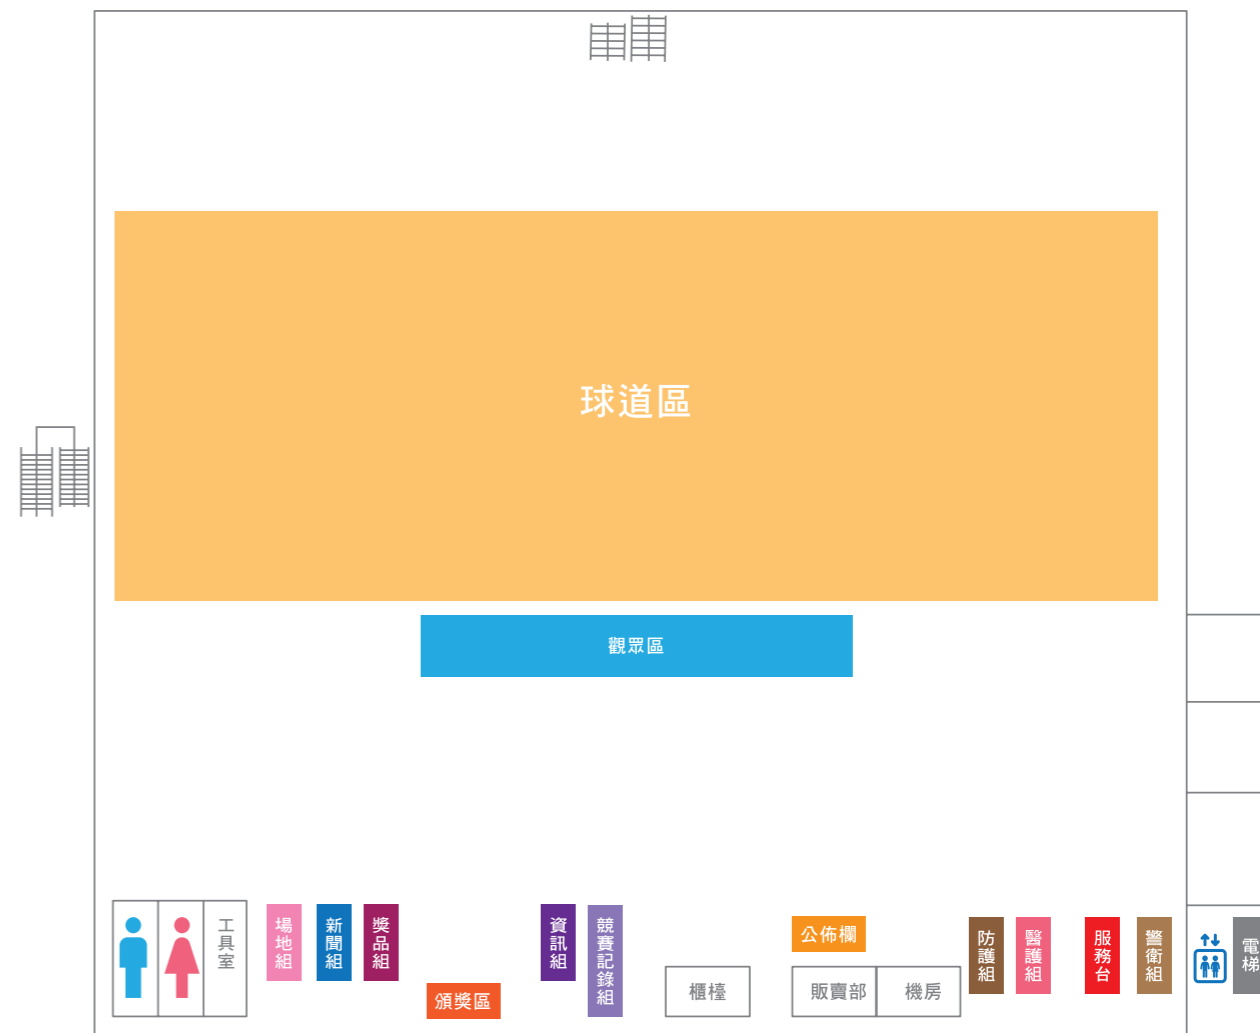 球道區
觀眾區
工具室
場地組
新聞組
獎品組
頒獎區
資訊組
競賽記錄組
櫃檯
公佈欄
販賣部
機房
防護組
醫護組
服務台
警衛組
電梯